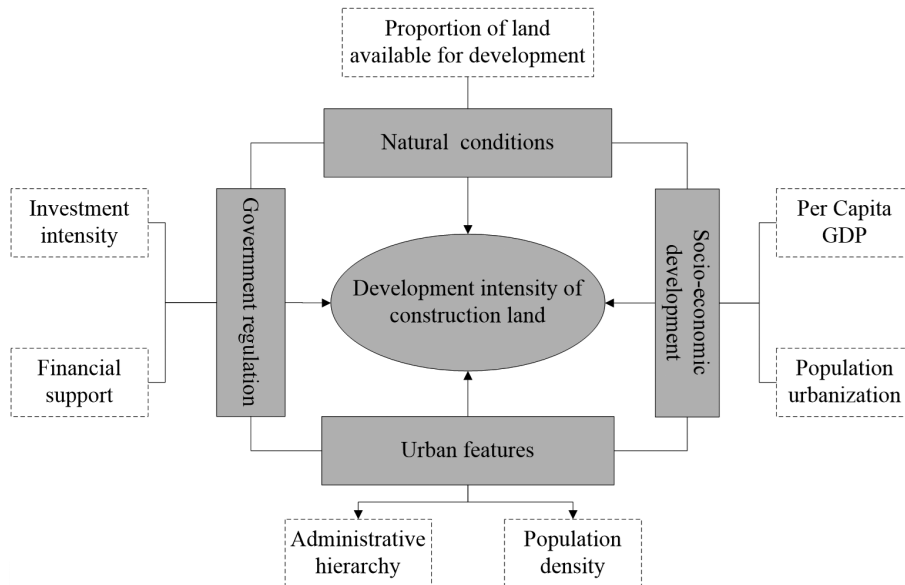 Proportion of land
available for development
Natural conditions
Investment
intensity
Government regulation
Per Capita
GDP
Socio-economic
development
Development intensity of
construction land
Financial
support
Population
urbanization
Urban features
Administrative
hierarchy
Population
density